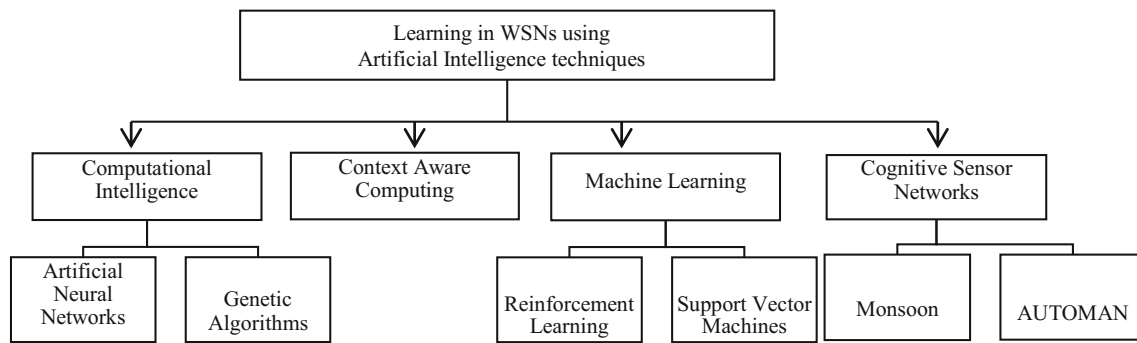 Learning in WSNs using
Artificial Intelligence techniques
Computational
Intelligence
Context Aware
Computing
Machine Learning
Cognitive Sensor
Networks
Artificial
Neural
Networks
Genetic
Algorithms
Reinforcement
Learning
Support Vector
Machines
Monsoon
AUTOMAN